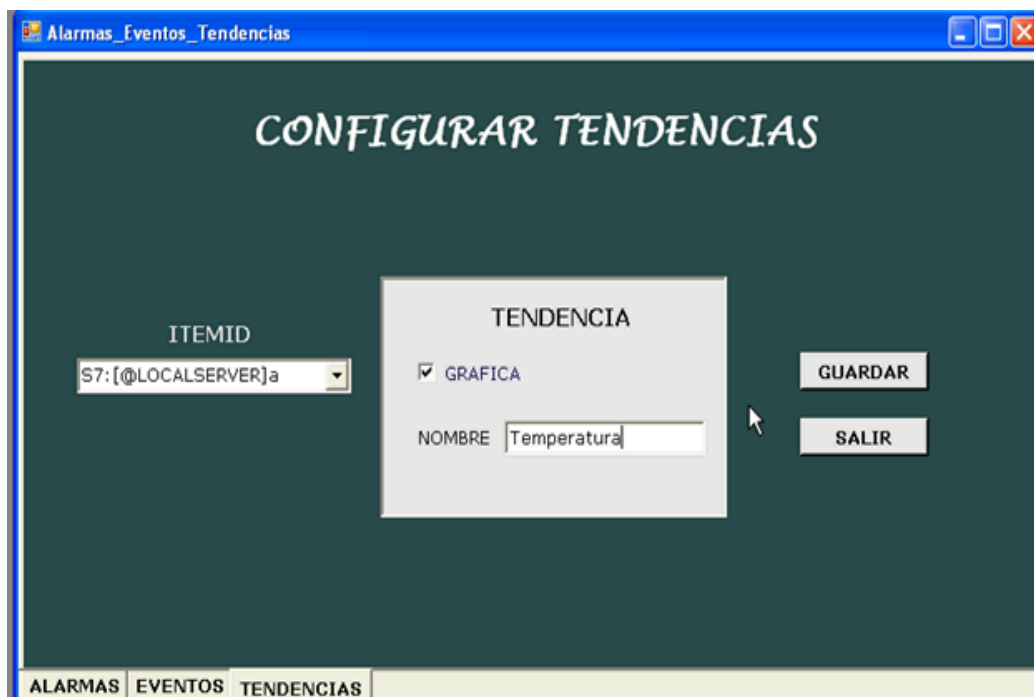 Alarmas_Eventos_Tendencias
CONFIGURAR TENDENCIAS
ITEMID
S7:[@LOCALSERVER]a
TENDENCIA
GRAFICA
NOMBRE Temperatura
GUARDAR
SALIR
ALARMAS EVENTOS TENDENCIAS